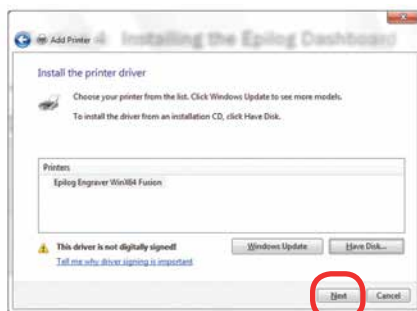 Add Printer
4 Installing the Epilog Dashboard
Install the printer driver
Choose your printer from the list. Click Windows Update to see more models.
To install the driver from an installation CD, click Have Disk.
Printers
Epilog Engraver WinX64 Fusion
This driver is not digitally signed!
Windows Update
Have Disk...
Tell me why driver signing is important
Next
Cancel